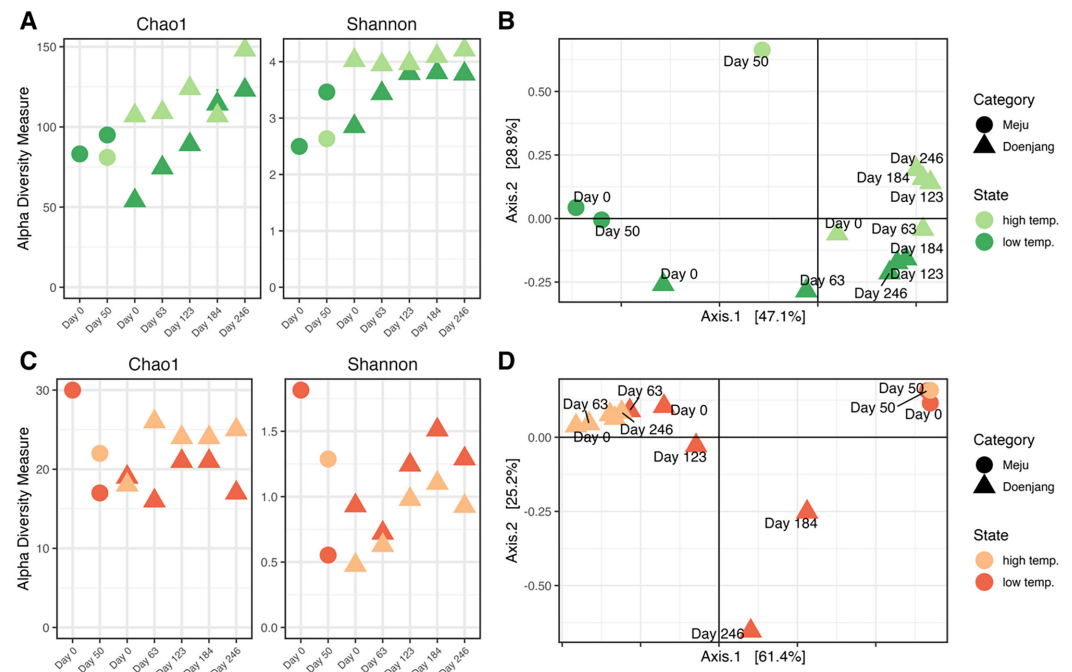 A
Chao1
Shannon
Alpha Diversity Measure
150
100
50
0
4
3
2
1
0
Day 0
Day 50
Day 0
Day 63
Day 123
Day 184
Day 246
Day 0
Day 50
Day 0
Day 63
Day 123
Day 184
Day 246
B
Axis.2 [28.8%]
0.50
0.25
0.00
-0.25
Day 50
Day 246
Day 184
Day 123
Day 0
Day 50
Day 0
Day 63
Day 184
Day 0
Day 63
Day 123
Day 246
Axis.1 [47.1%]
Category
Meju
Doenjang
State
high temp.
low temp.
C
Chao1
Shannon
Alpha Diversity Measure
30
20
10
0
1.5
1.0
0.5
0.0
Day 0
Day 50
Day 0
Day 63
Day 123
Day 184
Day 246
Day 0
Day 50
Day 0
Day 63
Day 123
Day 184
Day 246
D
Axis.2 [25.2%]
0.00
-0.25
-0.50
Day 63
Day 63
Day 0
Day 246
Day 0
Day 123
Day 50
Day 50
Day 0
Day 184
Day 246
Axis.1 [61.4%]
Category
Meju
Doenjang
State
high temp.
low temp.